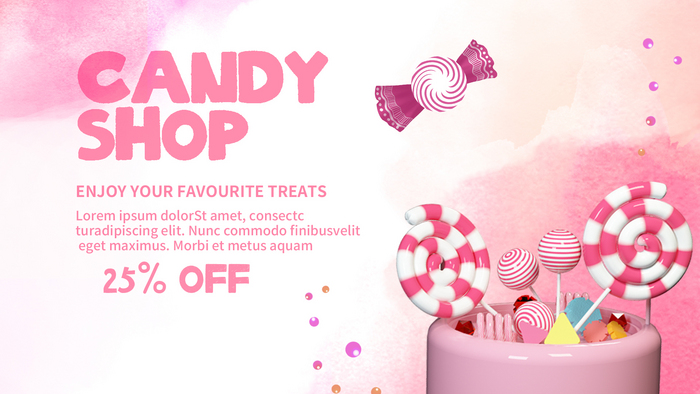 CANDY
SHOP
ENJOY YOUR FAVOURITE TREATS
Lorem ipsum dolorSt amet, consectc
turadipiscing elit. Nunc commodo finibusvelit
eget maximus. Morbi et metus aquam
25% OFF